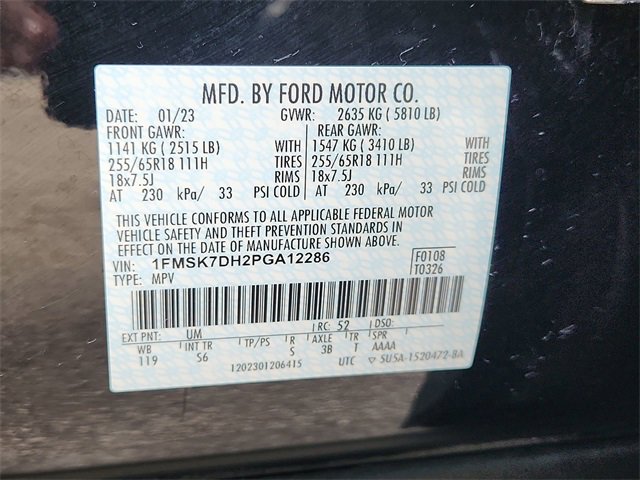 MFD. BY FORD MOTOR CO.
DATE: 01/23 GVWR: 2635 KG ( 5810 LB)
FRONT GAWR: REAR GAWR:
1141 KG ( 2515 LB) WITH 1547 KG ( 3410 LB) WITH
255/65R18 111H TIRES 255/65R18 111H TIRES
18x7.5J RIMS 18x7.5J RIMS
AT 230 kPa/ 33 PSI COLD AT 230 kPa/ 33 PSI COLD
THIS VEHICLE CONFORMS TO ALL APPLICABLE FEDERAL MOTOR
VEHICLE SAFETY AND THEFT PREVENTION STANDARDS IN
EFFECT ON THE DATE OF MANUFACTURE SHOWN ABOVE.
VIN: 1FMSK7DH2PGA12286 F0108
TYPE: MPV T0326
EXT PNT: UM RC: 52 DSO:
WB INT TR TP/PS R AXLE TR SPR
119 S6 S 3B T AAAA
1202301206415 UTC SU5A-1520472-BA